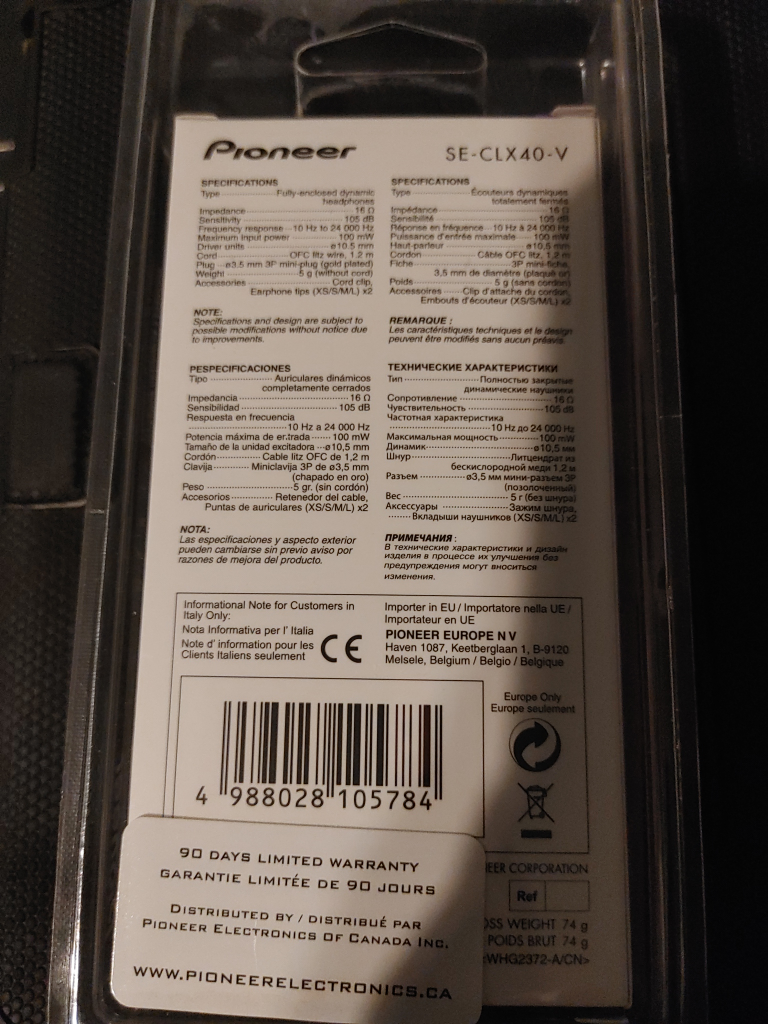 Pioneer
SE-CLX40-V
SPECIFICATIONS
Type Fully-enclosed dynamic
headphones
Impedance 16 Ω
Sensitivity 105 dB
Frequency response 10 Hz to 24 000 Hz
Maximum input power 100 mW
Driver units ø10.5 mm
Cord OFC litz wire, 1.2 m
Plug ø3.5 mm 3P mini-plug (gold plated)
Weight 5 g (without cord)
Accessories Cord clip,
Earphone tips (XS/S/M/L) x2
NOTE:
Specifications and design are subject to
possible modifications without notice due
to improvements.
SPECIFICATIONS
Type Écouteurs dynamiques
totalement fermés
Impédance 16 Ω
Sensibilité 105 dB
Réponse en fréquence 10 Hz à 24 000 Hz
Puissance d'entrée maximale 100 mW
Haut-parleur ø10,5 mm
Cordon Câble OFC litz, 1,2 m
Fiche 3P mini-fiche,
3,5 mm de diamètre (plaqué or)
Poids 5 g (sans cordon)
Accessoires Clip d'attache du cordon,
Embouts d'écouteur (XS/S/M/L) x2
REMARQUE :
Les caractéristiques techniques et le design
peuvent être modifiés sans aucun préavis.
PESPECIFICACIONES
Tipo Auriculares dinámicos
completamente cerrados
Impedancia 16 Ω
Sensibilidad 105 dB
Respuesta en frecuencia
10 Hz a 24 000 Hz
Potencia máxima de entrada 100 mW
Tamaño de la unidad excitadora ø10,5 mm
Cordón Cable litz OFC de 1,2 m
Clavija Miniclavija 3P de ø3,5 mm
(chapado en oro)
Peso 5 gr. (sin cordón)
Accesorios Retenedor del cable,
Puntas de auriculares (XS/S/M/L) x2
NOTA:
Las especificaciones y aspecto exterior
pueden cambiarse sin previo aviso por
razones de mejora del producto.
ТЕХНИЧЕСКИЕ ХАРАКТЕРИСТИКИ
Тип Полностью закрытые
динамические наушники
Сопротивление 16 Ω
Чувствительность 105 dB
Частотная характеристика
10 Hz до 24 000 Hz
Максимальная мощность 100 mW
Динамик ø10,5 мм
Шнур Литцендрат из
бескислородной меди 1,2 м
Разъем ø3,5 мм мини-разъем 3P
(позолоченный)
Вес 5 г (без шнура)
Аксессуары Зажим шнура,
Вкладыши наушников (XS/S/M/L) x2
ПРИМЕЧАНИЯ :
В технические характеристики и дизайн
изделия в процессе их улучшения без
предупреждения могут вноситься
изменения.
Informational Note for Customers in
Italy Only:
Nota Informativa per l' Italia
Note d' information pour les
Clients Italiens seulement
CE
Importer in EU / Importatore nella UE /
Importateur en UE
PIONEER EUROPE N V
Haven 1087, Keetberglaan 1, B-9120
Melsele, Belgium / Belgio / Belgique
Europe Only
Europe seulement
4 988028 105784
90 DAYS LIMITED WARRANTY
GARANTIE LIMITÉE DE 90 JOURS
DISTRIBUTED BY / DISTRIBUÉ PAR
PIONEER ELECTRONICS OF CANADA INC.
WWW.PIONEERELECTRONICS.CA
EER CORPORATION
Ref
OSS WEIGHT 74 g
POIDS BRUT 74 g
<WHG2372-A/CN>